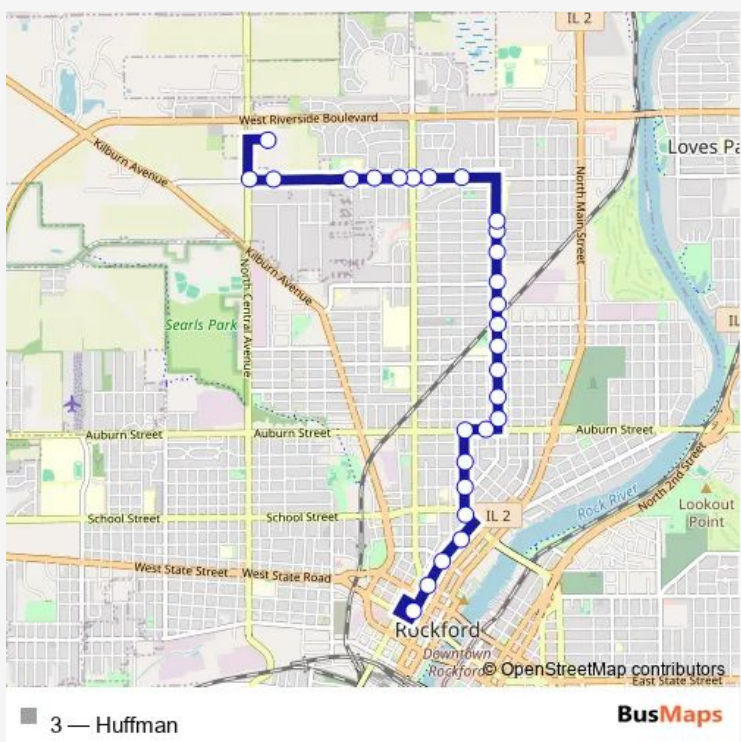 IL 2
West Riverside Boulevard
Loves Pa
Kilburn Avenue
North Main Street
Kilburn Avenue
North Central Avenue
Searls Park
IL
Auburn Street
Auburn Street
Auburn Street
North 2nd Street
Rock River
Lookout
Point
IL 2
School Street
School Street
West State Street
West State Road
Rockford
Downtown
Rockford
© OpenStreetMap contributors
East State Street
3 — Huffman
BusMaps